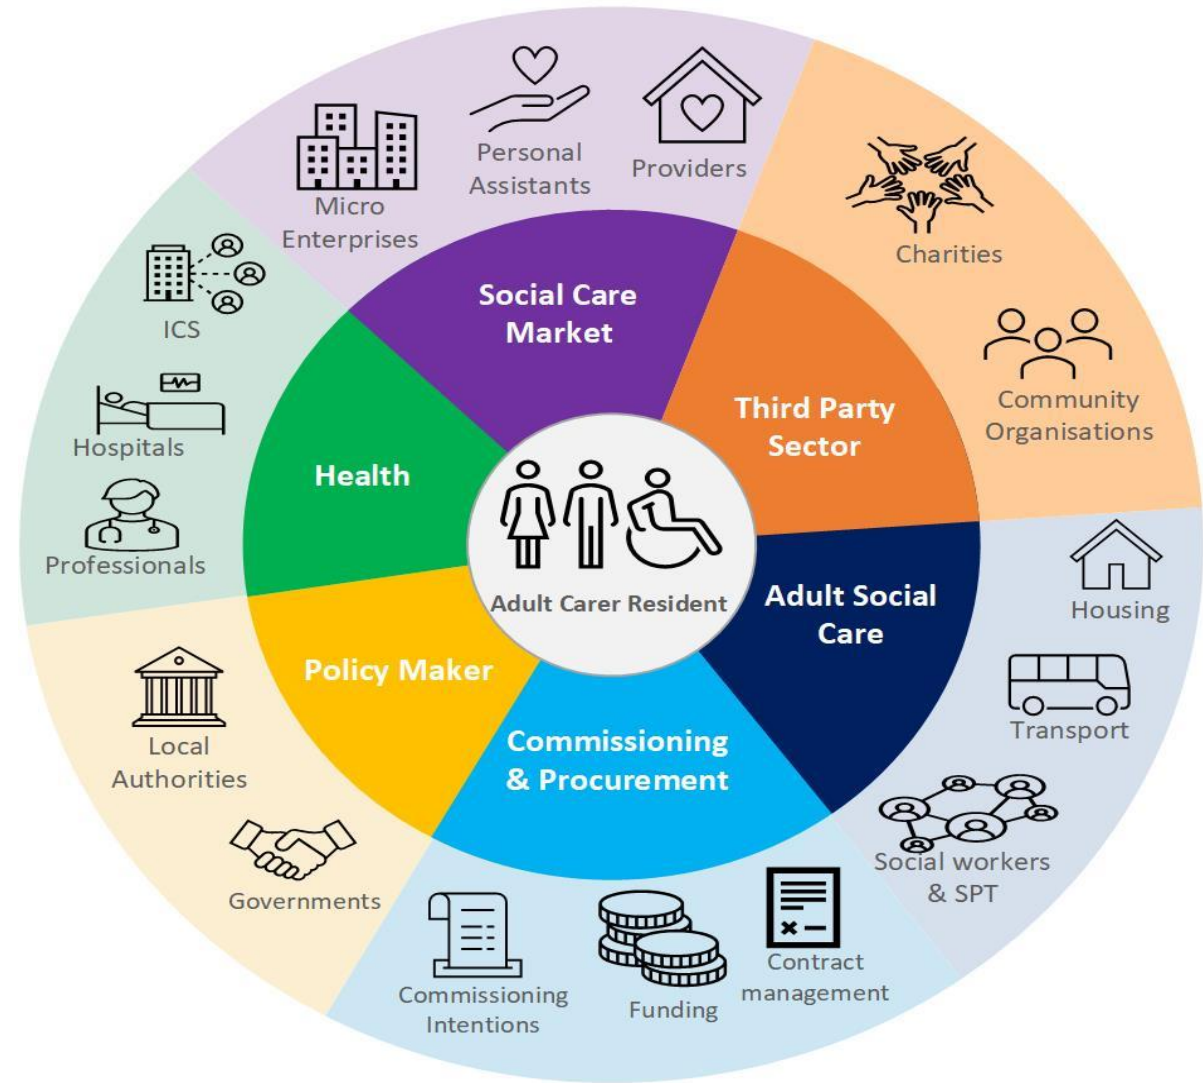 Personal
Assistants
Providers
Micro
Enterprises
Social Care
Market
Charities
Community
Organisations
Third Party
Sector
Housing
Transport
Social workers
& SPT
Adult Social
Care
Contract
management
Funding
Commissioning
Intentions
Commissioning
& Procurement
Governments
Local
Authorities
Policy Maker
Professionals
Hospitals
ICS
Health
Adult Carer Resident